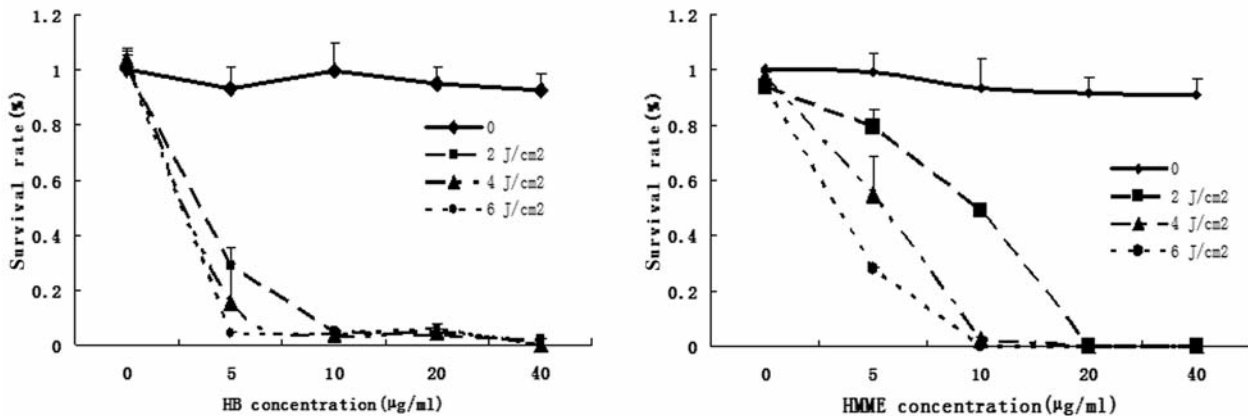 1.2
1
0.8
0.6
0.4
0.2
0
Survival rate(%)
0 5 10 20 40
HB concentration(μg/ml)
0
2 J/cm2
4 J/cm2
6 J/cm2
1.2
1
0.8
0.6
0.4
0.2
0
Survival rate(%)
0 5 10 20 40
HMME concentration(μg/ml)
0
2 J/cm2
4 J/cm2
6 J/cm2